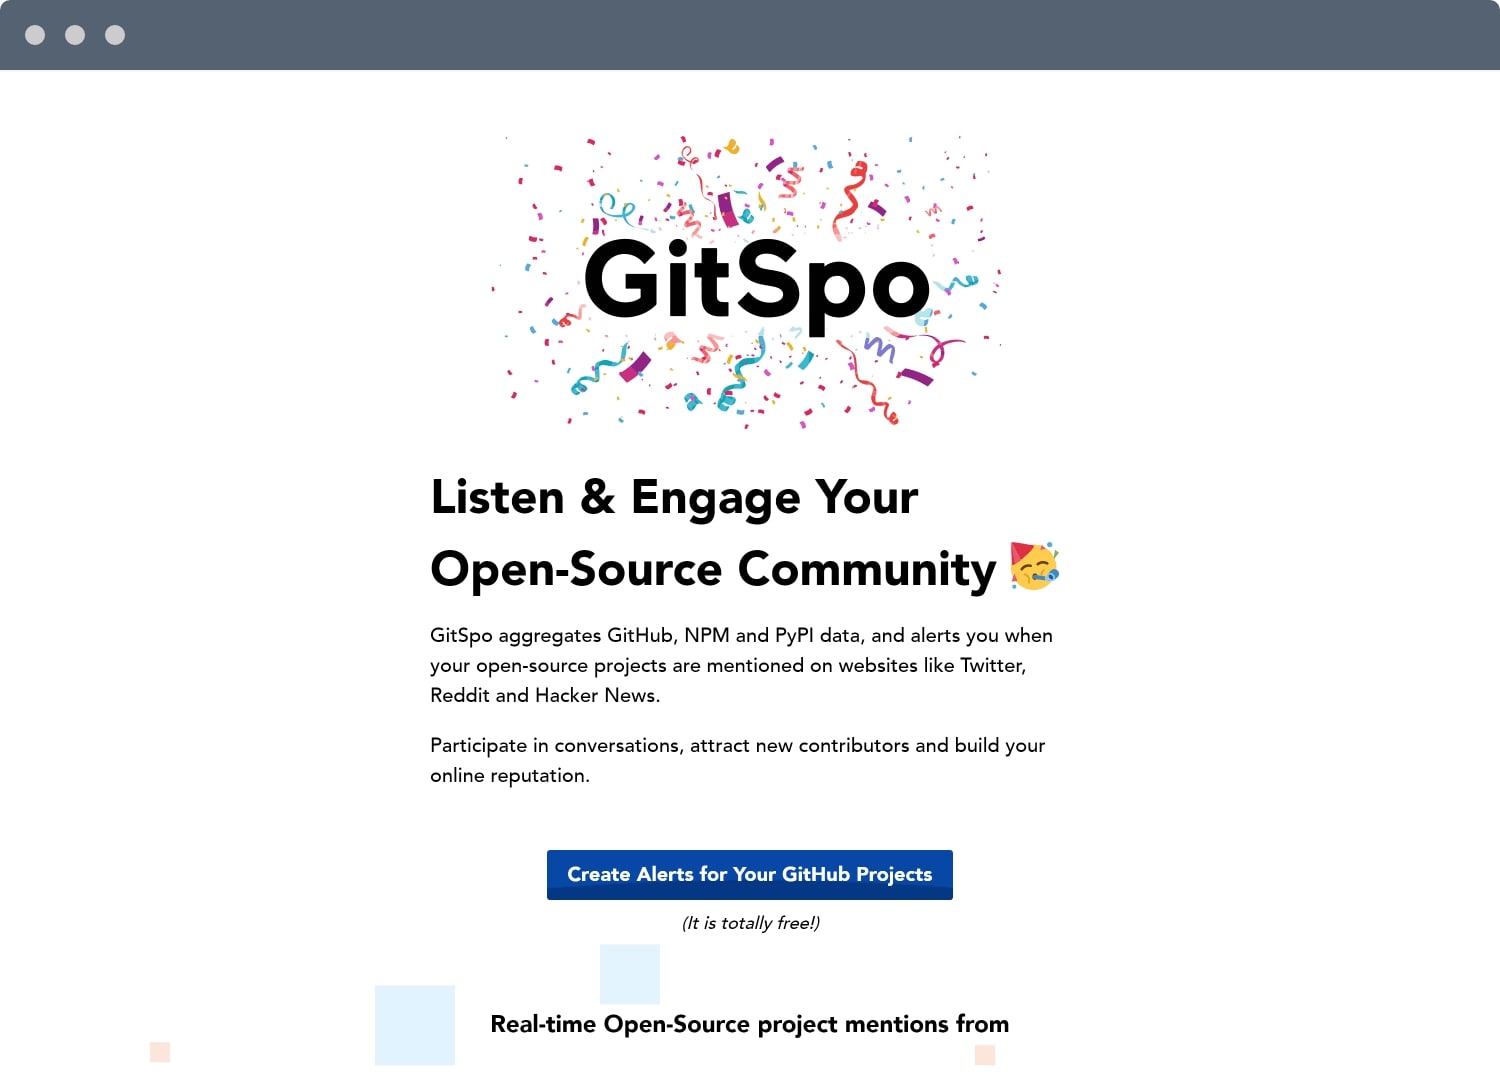 GitSpo
Listen & Engage Your
Open-Source Community 🥳
GitSpo aggregates GitHub, NPM and PyPI data, and alerts you when
your open-source projects are mentioned on websites like Twitter,
Reddit and Hacker News.
Participate in conversations, attract new contributors and build your
online reputation.
Create Alerts for Your GitHub Projects
(It is totally free!)
Real-time Open-Source project mentions from